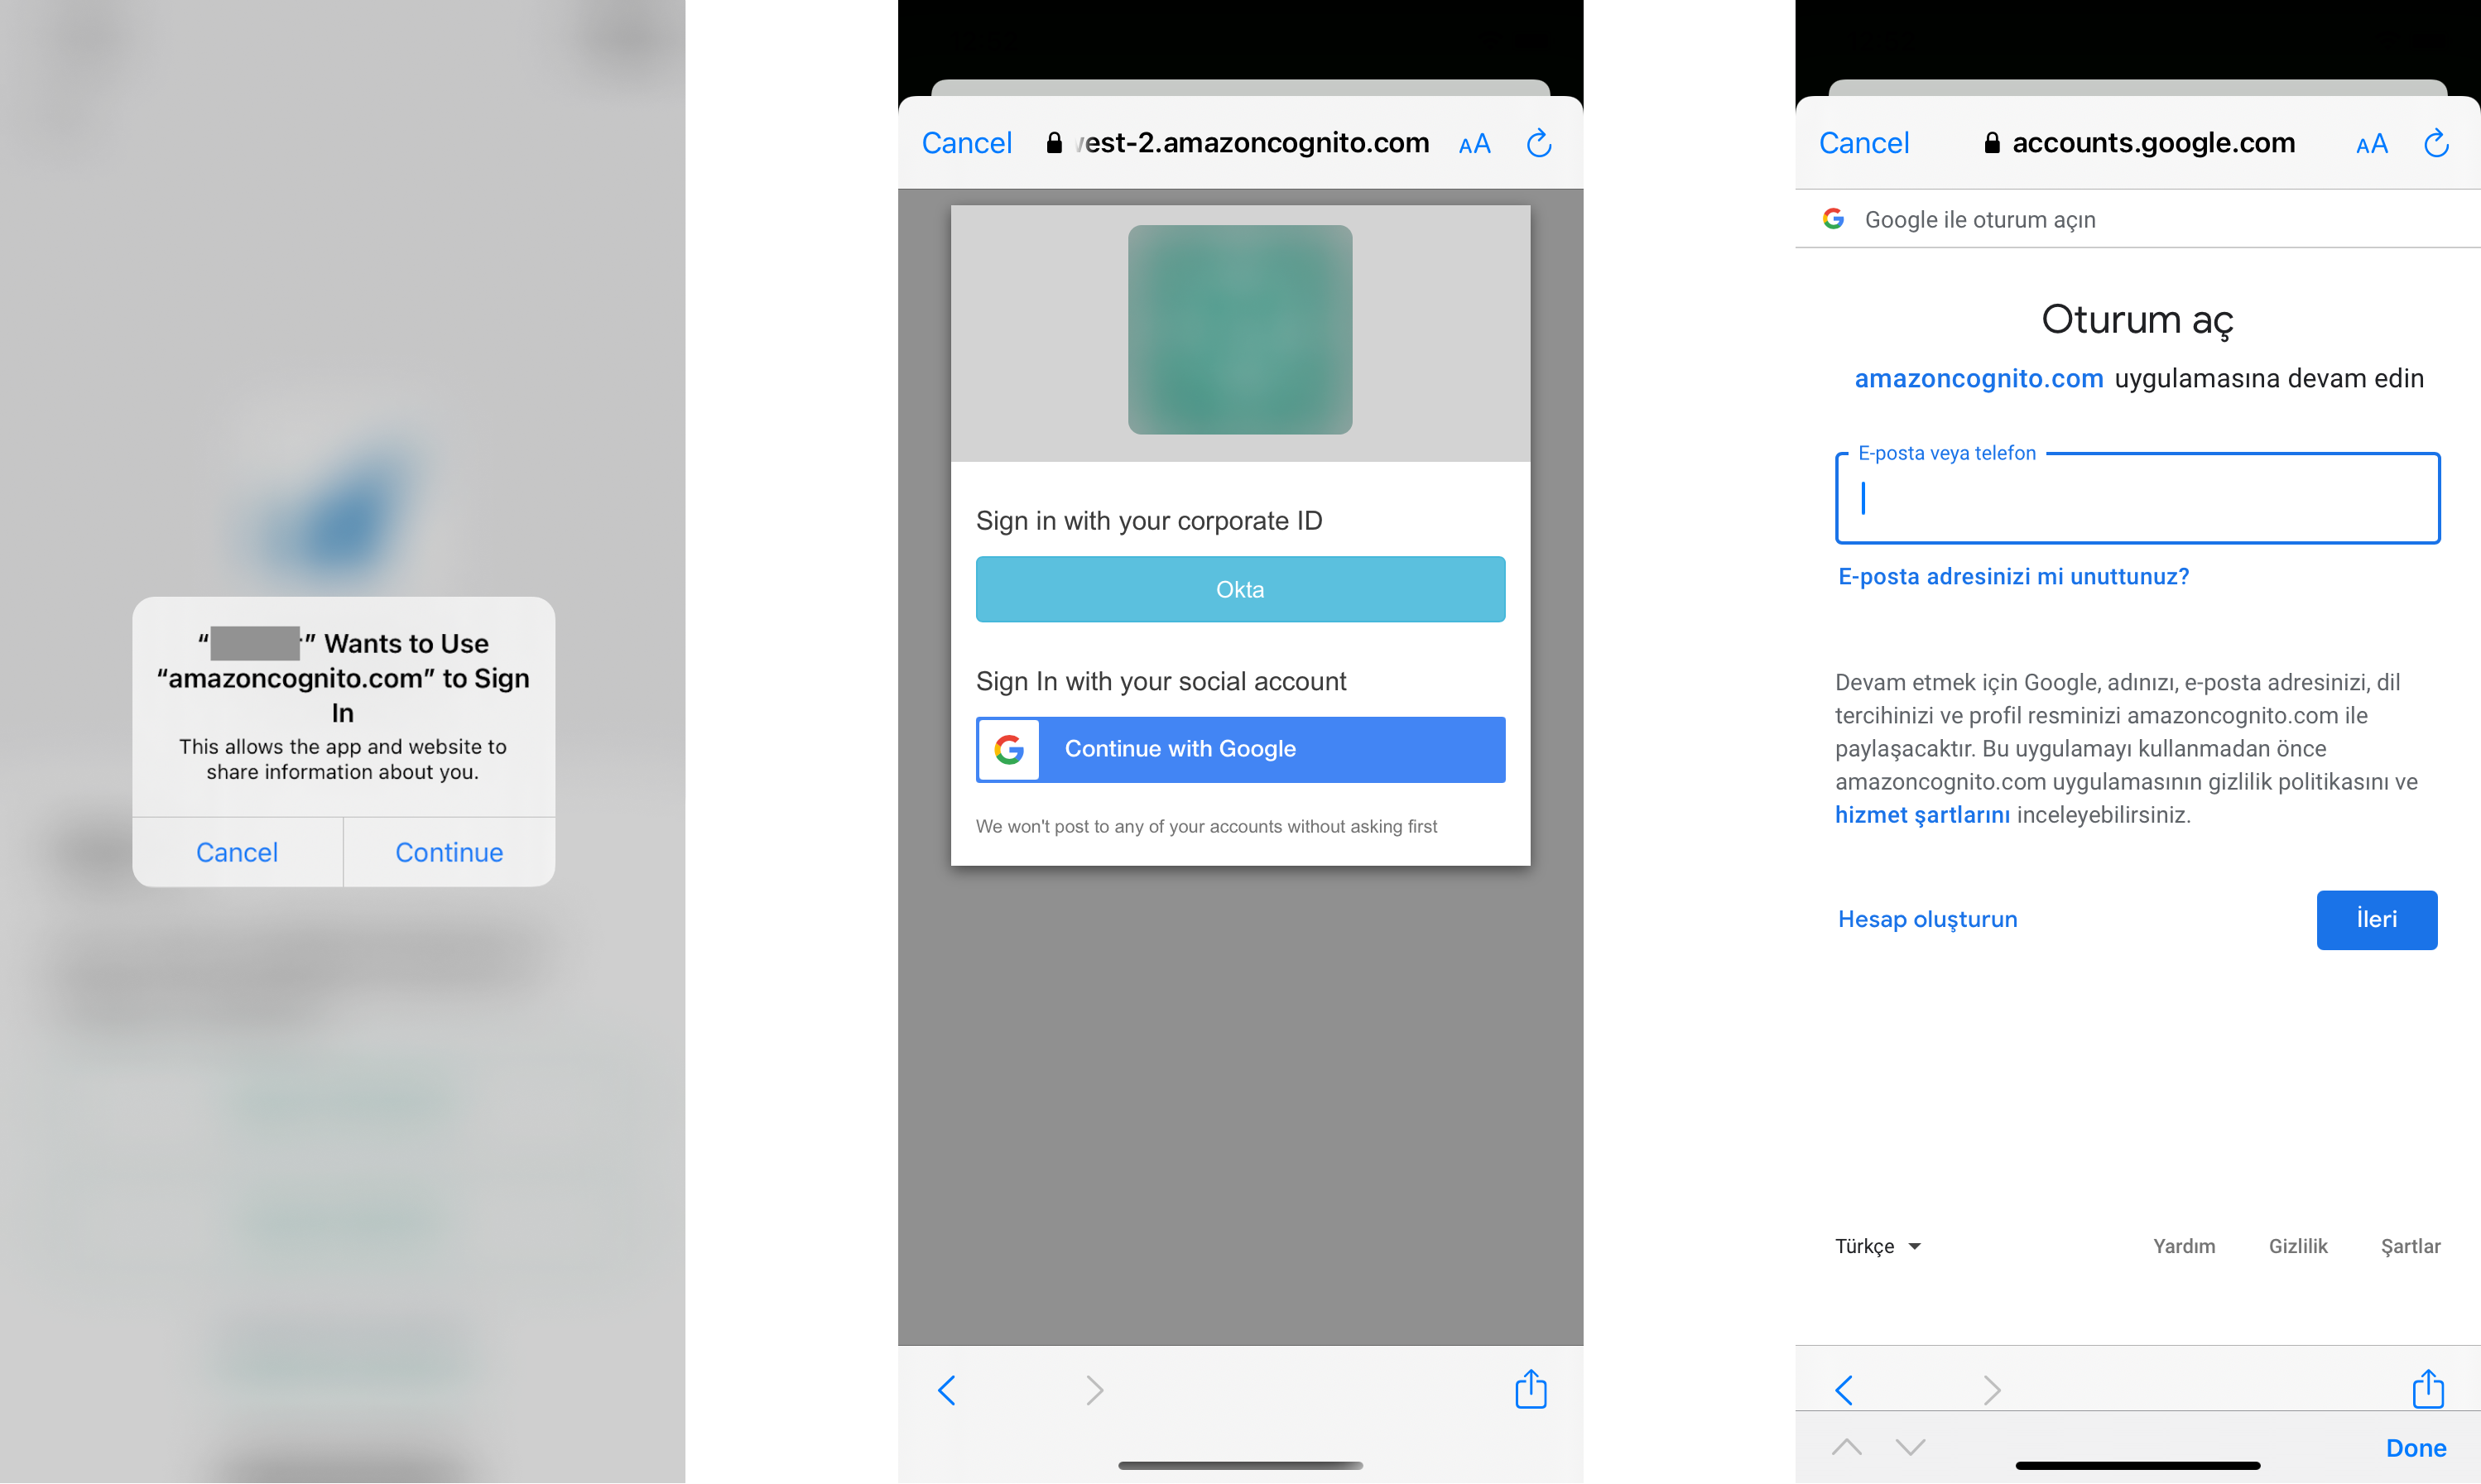 “ ” Wants to Use
“amazoncognito.com” to Sign
In
This allows the app and website to
share information about you.
Cancel
Continue
Cancel
est-2.amazoncognito.com
AA
Sign in with your corporate ID
Okta
Sign In with your social account
Continue with Google
We won't post to any of your accounts without asking first
Cancel
accounts.google.com
AA
Google ile oturum açın
Oturum aç
amazoncognito.com uygulamasına devam edin
E-posta veya telefon
E-posta adresinizi mi unuttunuz?
Devam etmek için Google, adınızı, e-posta adresinizi, dil
tercihinizi ve profil resminizi amazoncognito.com ile
paylaşacaktır. Bu uygulamayı kullanmadan önce
amazoncognito.com uygulamasının gizlilik politikasını ve
hizmet şartlarını inceleyebilirsiniz.
Hesap oluşturun
İleri
Türkçe
Yardım
Gizlilik
Şartlar
Done